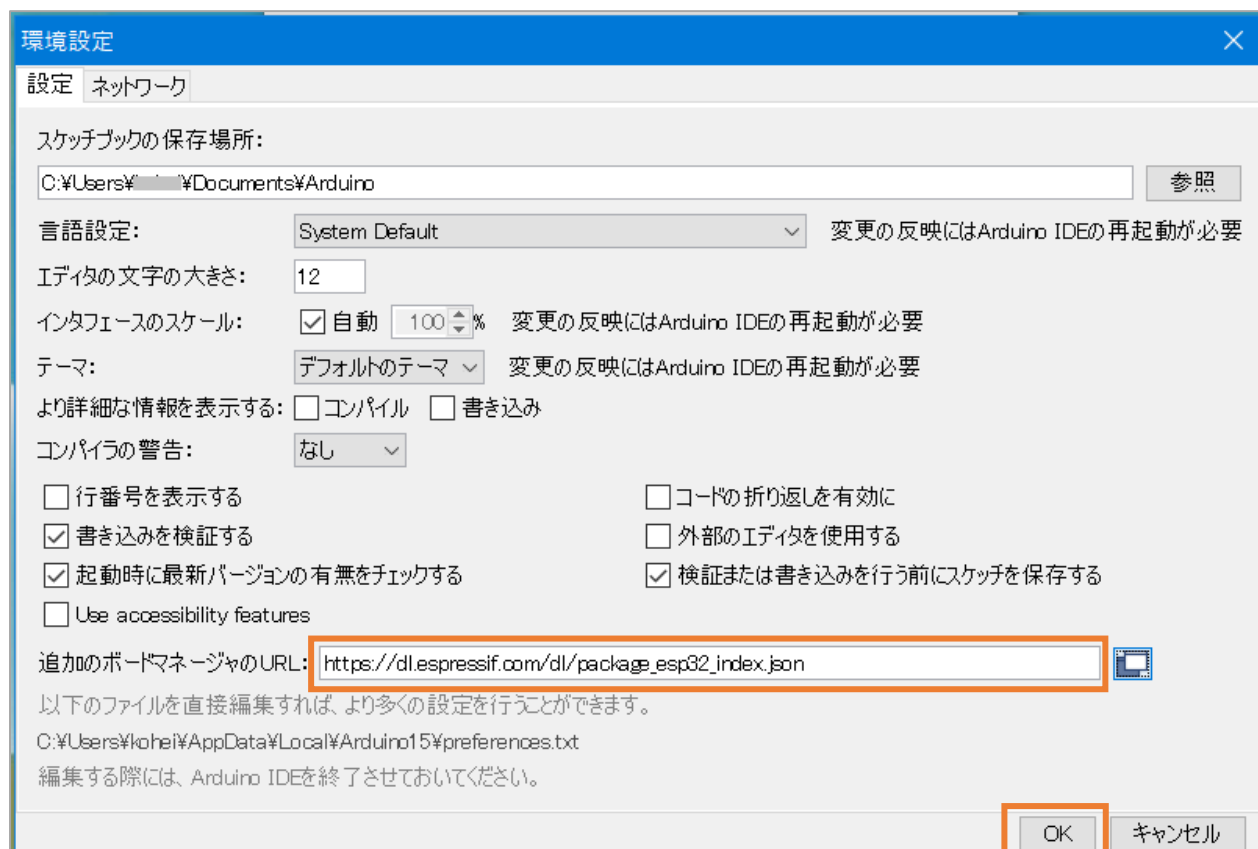 環境設定
設定 ネットワーク
スケッチブックの保存場所:
C:¥Users¥ ¥Documents¥Arduino 参照
言語設定: System Default 変更の反映にはArduino IDEの再起動が必要
エディタの文字の大きさ: 12
インタフェースのスケール: 自動 100 % 変更の反映にはArduino IDEの再起動が必要
テーマ: デフォルトのテーマ 変更の反映にはArduino IDEの再起動が必要
より詳細な情報を表示する: コンパイル 書き込み
コンパイラの警告: なし
行番号を表示する コードの折り返しを有効に
書き込みを検証する 外部のエディタを使用する
起動時に最新バージョンの有無をチェックする 検証または書き込みを行う前にスケッチを保存する
Use accessibility features
追加のボードマネージャのURL: https://dl.espressif.com/dl/package_esp32_index.json
以下のファイルを直接編集すれば、より多くの設定を行うことができます。
C:¥Users¥kohei¥AppData¥Local¥Arduino15¥preferences.txt
編集する際には、Arduino IDEを終了させておいてください。
OK キャンセル